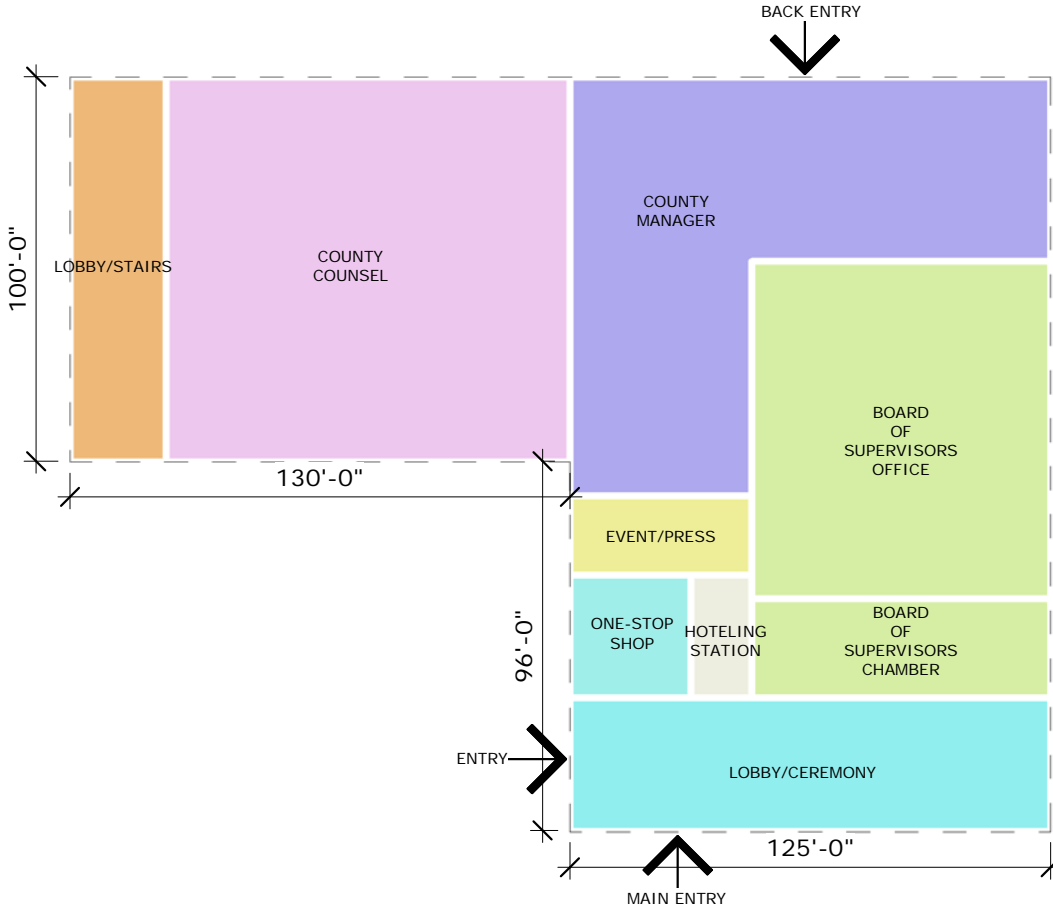 BACK ENTRY
COUNTY
MANAGER
100'-0"
LOBBY/STAIRS
COUNTY
COUNSEL
BOARD
OF
SUPERVISORS
OFFICE
130'-0"
EVENT/PRESS
96'-0"
ONE-STOP
SHOP
HOTELING
STATION
BOARD
OF
SUPERVISORS
CHAMBER
ENTRY
LOBBY/CEREMONY
125'-0"
MAIN ENTRY